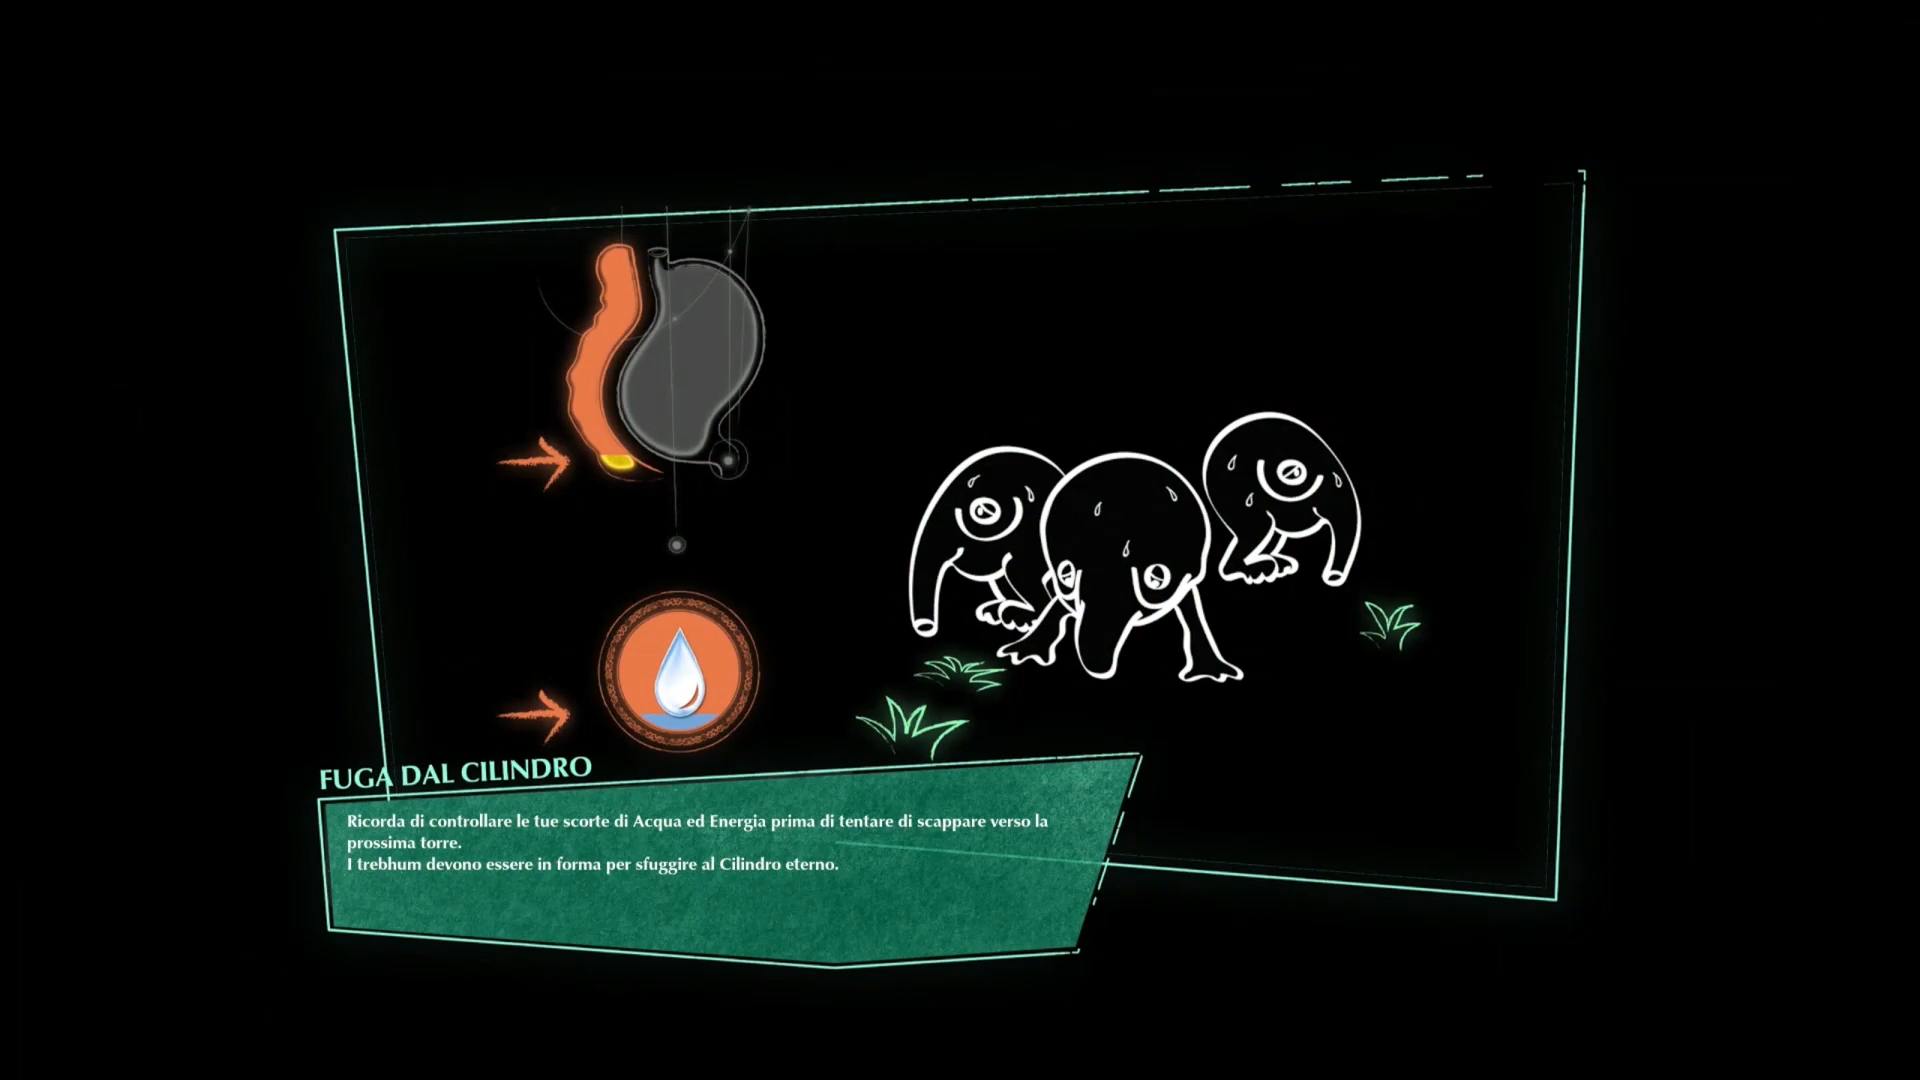 FUGA DAL CILINDRO
Ricorda di controllare le tue scorte di Acqua ed Energia prima di tentare di scappare verso la
prossima torre.
I trebhum devono essere in forma per sfuggire al Cilindro eterno.